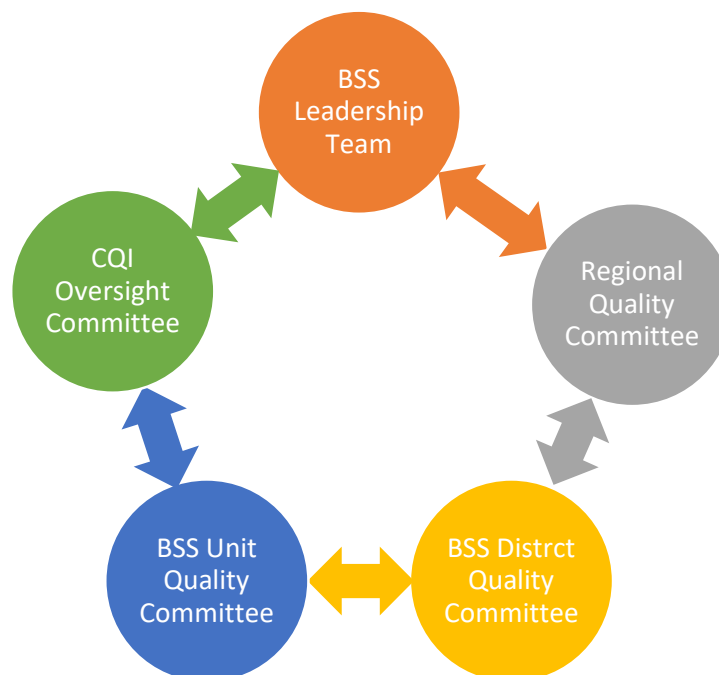 BSS
Leadership
Team
CQI
Oversight
Committee
Regional
Quality
Committee
BSS Unit
Quality
Committee
BSS Distrct
Quality
Committee